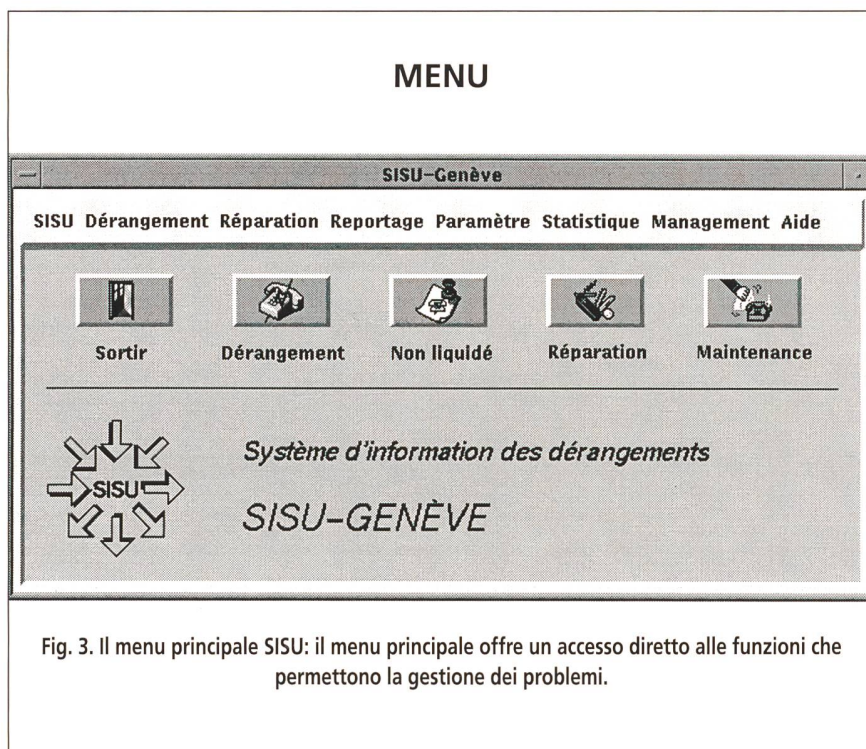 MENU
SISU-Genève
SISU Dérangement Réparation Reportage Paramètre Statistique Management Aide
Sortir Dérangement Non liquidé Réparation Maintenance
SISU
Système d'information des dérangements
SISU-GENÈVE
Fig. 3. Il menu principale SISU: il menu principale offre un accesso diretto alle funzioni che
permettono la gestione dei problemi.